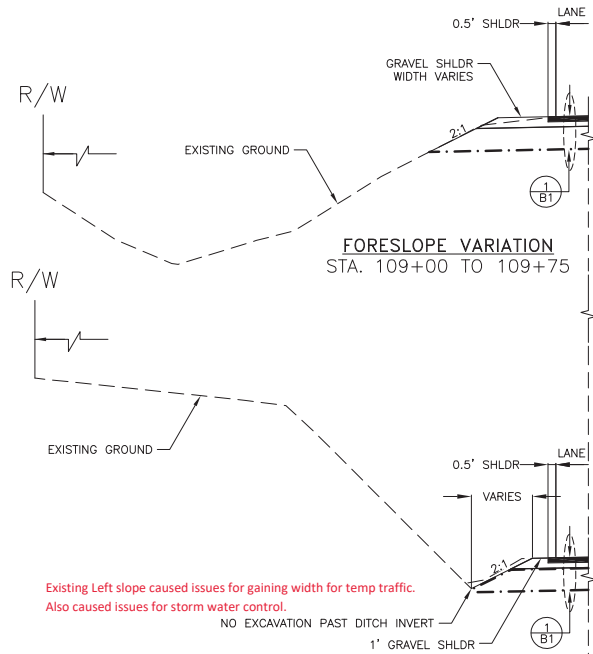 0.5' SHLDR
LANE
GRAVEL SHLDR
WIDTH VARIES
R/W
2:1
EXISTING GROUND
1
B1
FORESLOPE VARIATION
STA. 109+00 TO 109+75
R/W
EXISTING GROUND
0.5' SHLDR
LANE
VARIES
2:1
Existing Left slope caused issues for gaining width for temp traffic.
Also caused issues for storm water control.
NO EXCAVATION PAST DITCH INVERT
1' GRAVEL SHLDR
1
B1